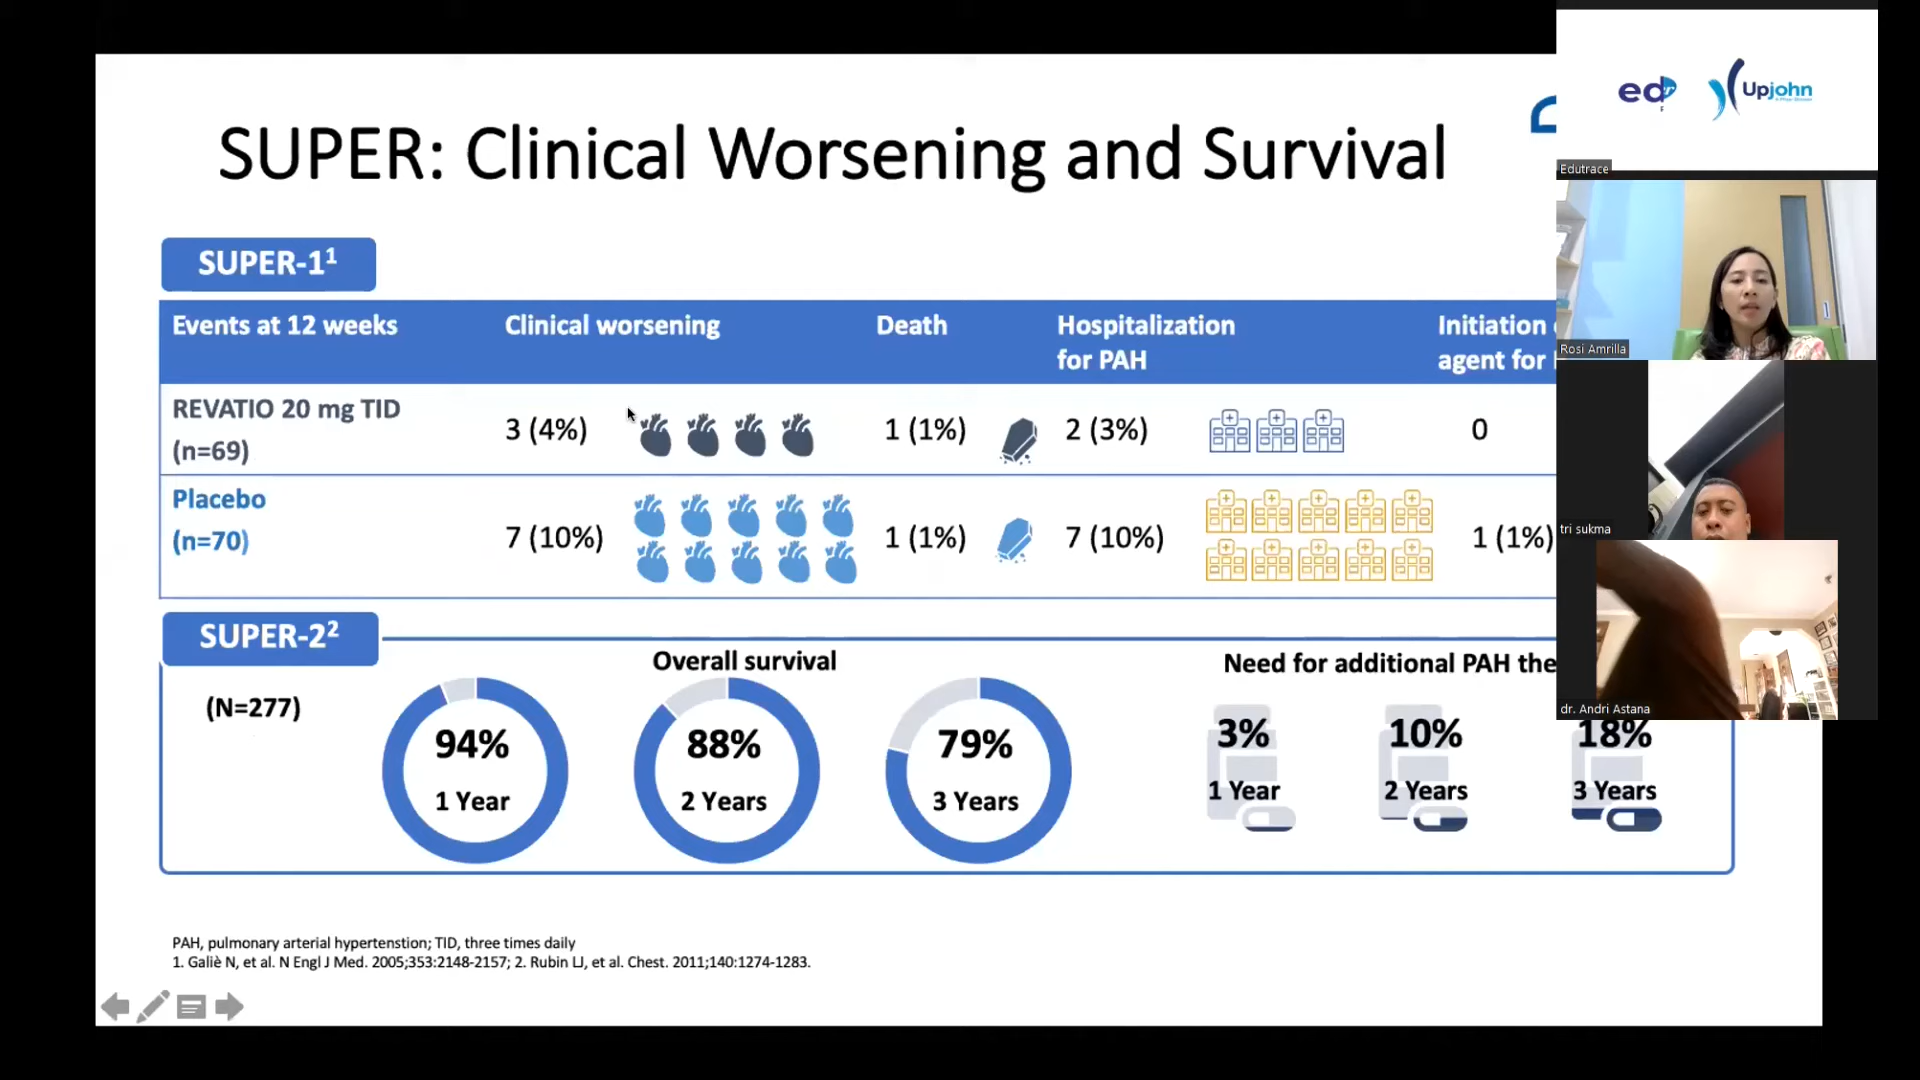 SUPER: Clinical Worsening and Survival
SUPER-1¹
Events at 12 weeks
Clinical worsening
Death
Hospitalization
for PAH
Initiation
agent for
REVATIO 20 mg TID
(n=69)
3 (4%)
1 (1%)
2 (3%)
0
Placebo
(n=70)
7 (10%)
1 (1%)
7 (10%)
1 (1%)
SUPER-2²
(N=277)
Overall survival
94%
1 Year
88%
2 Years
79%
3 Years
Need for additional PAH the
3%
1 Year
10%
2 Years
18%
3 Years
PAH, pulmonary arterial hypertenstion; TID, three times daily
1. Galiè N, et al. N Engl J Med. 2005;353:2148-2157; 2. Rubin LJ, et al. Chest. 2011;140:1274-1283.
Upjohn
Edutrace
Rosi Amrilla
tri sukma
dr. Andri Astana